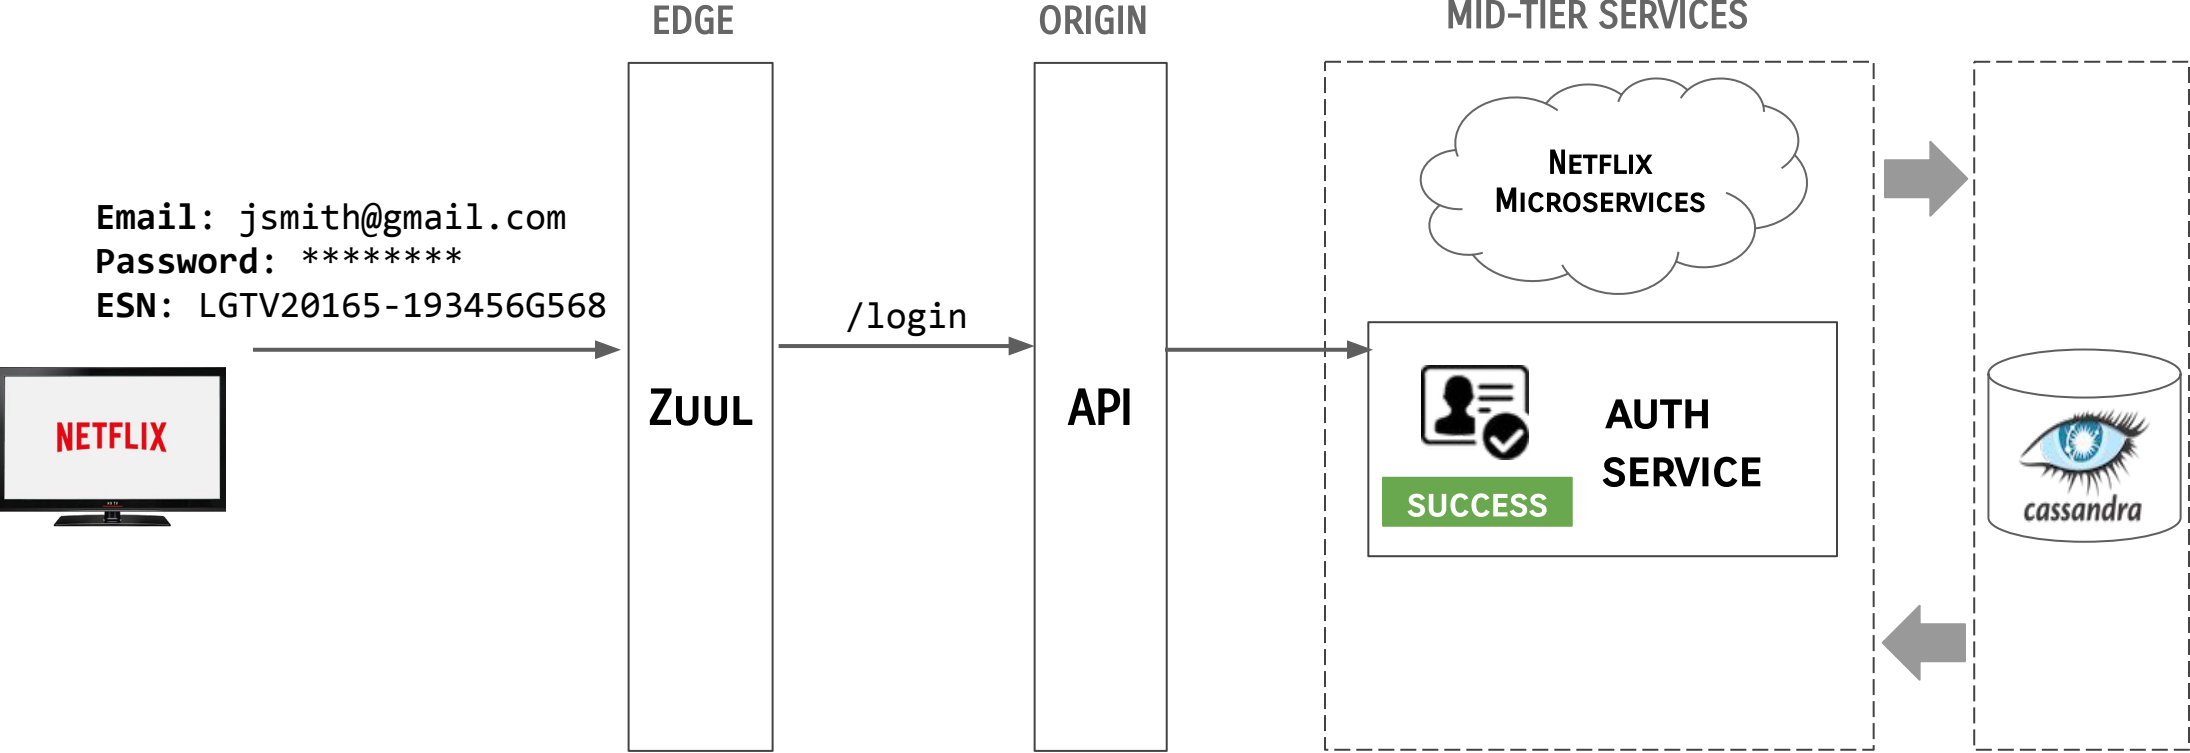 EDGE
ORIGIN
MID-TIER SERVICES
Email: jsmith@gmail.com
Password: ********
ESN: LGTV20165-193456G568
NETFLIX
ZUUL
/login
API
NETFLIX
MICROSERVICES
AUTH
SERVICE
SUCCESS
cassandra